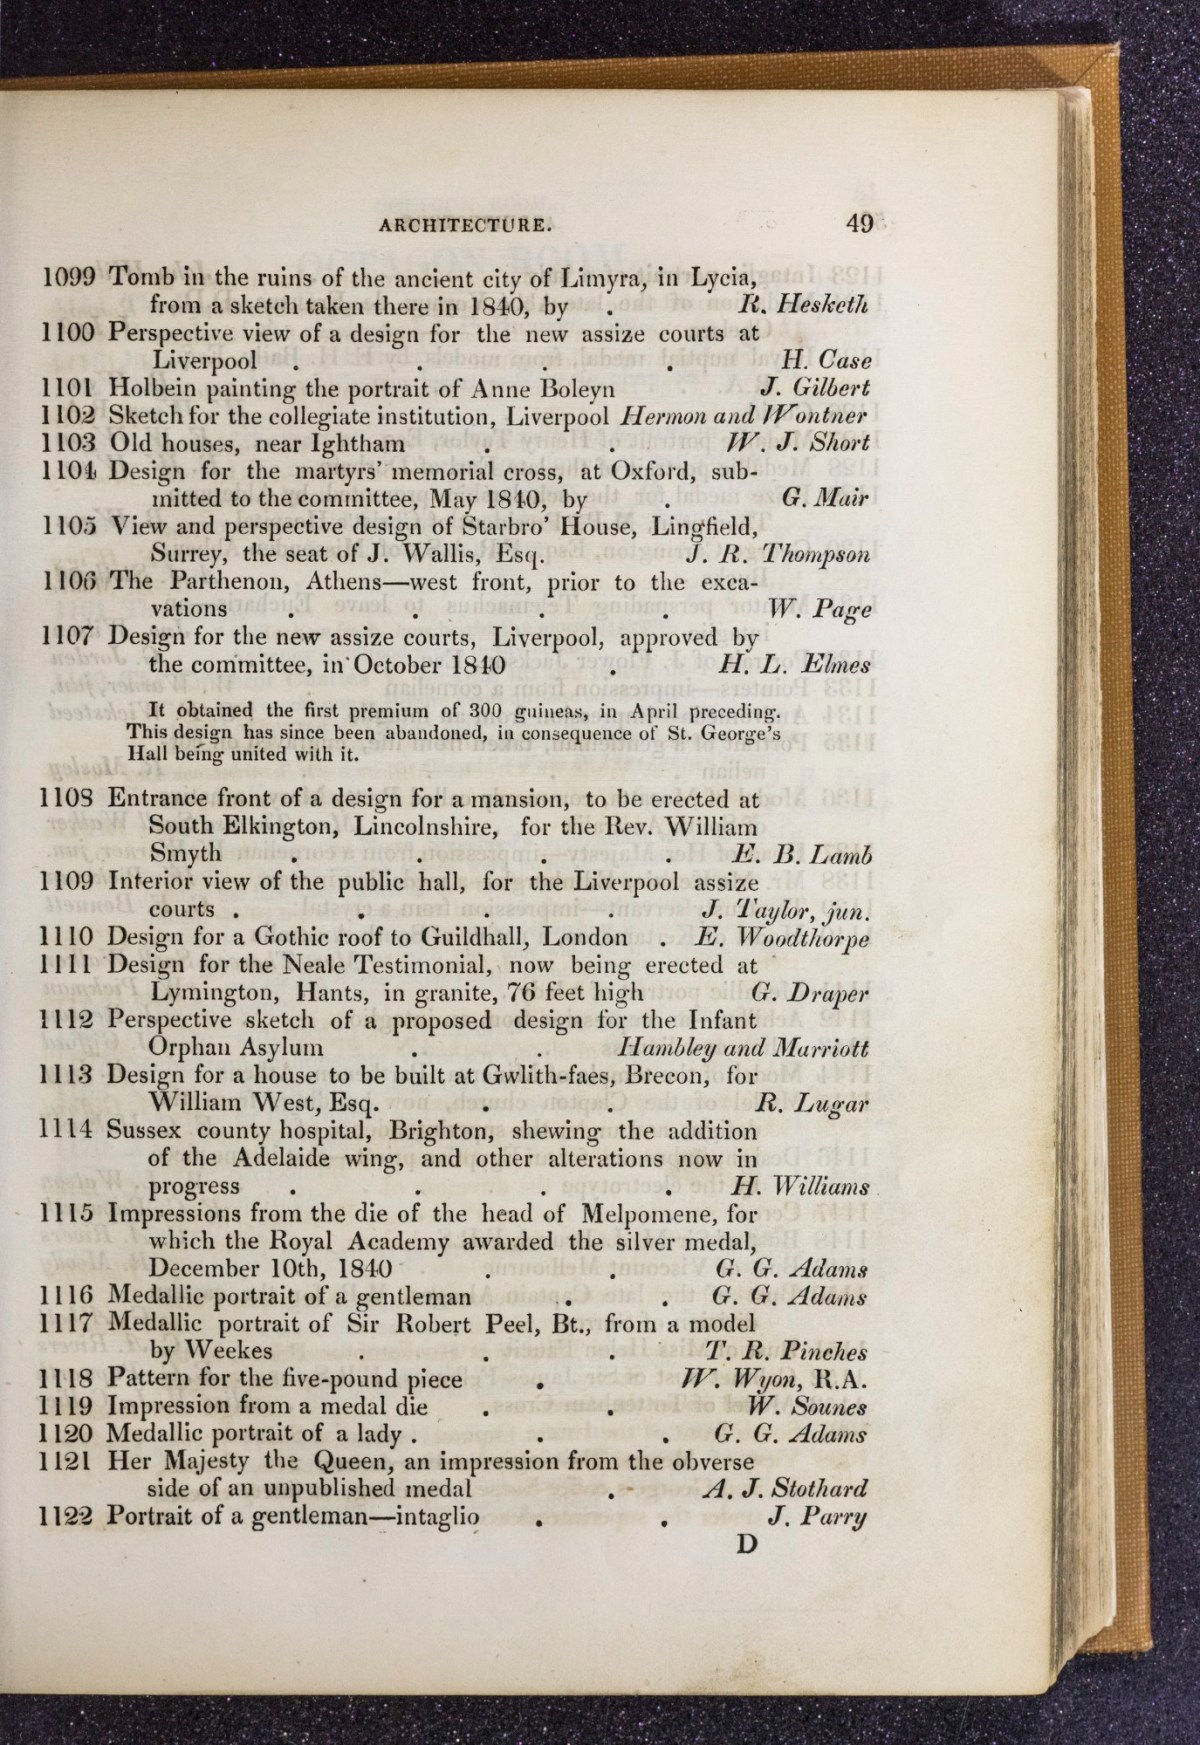 ARCHITECTURE. 49
1099 Tomb in the ruins of the ancient city of Limyra, in Lycia,
from a sketch taken there in 1840, by . R. Hesketh
1100 Perspective view of a design for the new assize courts at
Liverpool . . . . H. Case
1101 Holbein painting the portrait of Anne Boleyn J. Gilbert
1102 Sketch for the collegiate institution, Liverpool Hermon and Wontner
1103 Old houses, near Ightham . . W. J. Short
1104 Design for the martyrs' memorial cross, at Oxford, sub-
mitted to the committee, May 1840, by . G. Mair
1105 View and perspective design of Starbro' House, Lingfield,
Surrey, the seat of J. Wallis, Esq. J. R. Thompson
1106 The Parthenon, Athens—west front, prior to the exca-
vations . . . . W. Page
1107 Design for the new assize courts, Liverpool, approved by
the committee, in October 1840 . H. L. Elmes
It obtained the first premium of 300 guineas, in April preceding.
This design has since been abandoned, in consequence of St. George's
Hall being united with it.
1108 Entrance front of a design for a mansion, to be erected at
South Elkington, Lincolnshire, for the Rev. William
Smyth . . . . E. B. Lamb
1109 Interior view of the public hall, for the Liverpool assize
courts . . . . J. Taylor, jun.
1110 Design for a Gothic roof to Guildhall, London . E. Woodthorpe
1111 Design for the Neale Testimonial, now being erected at
Lymington, Hants, in granite, 76 feet high G. Draper
1112 Perspective sketch of a proposed design for the Infant
Orphan Asylum . . Hambley and Marriott
1113 Design for a house to be built at Gwlith-faes, Brecon, for
William West, Esq. . . R. Lugar
1114 Sussex county hospital, Brighton, shewing the addition
of the Adelaide wing, and other alterations now in
progress . . . . H. Williams
1115 Impressions from the die of the head of Melpomene, for
which the Royal Academy awarded the silver medal,
December 10th, 1840 . . G. G. Adams
1116 Medallic portrait of a gentleman . . G. G. Adams
1117 Medallic portrait of Sir Robert Peel, Bt., from a model
by Weekes . . . T. R. Pinches
1118 Pattern for the five-pound piece . W. Wyon, R.A.
1119 Impression from a medal die . . W. Sounes
1120 Medallic portrait of a lady . . . G. G. Adams
1121 Her Majesty the Queen, an impression from the obverse
side of an unpublished medal . A. J. Stothard
1122 Portrait of a gentleman—intaglio . . J. Parry
D